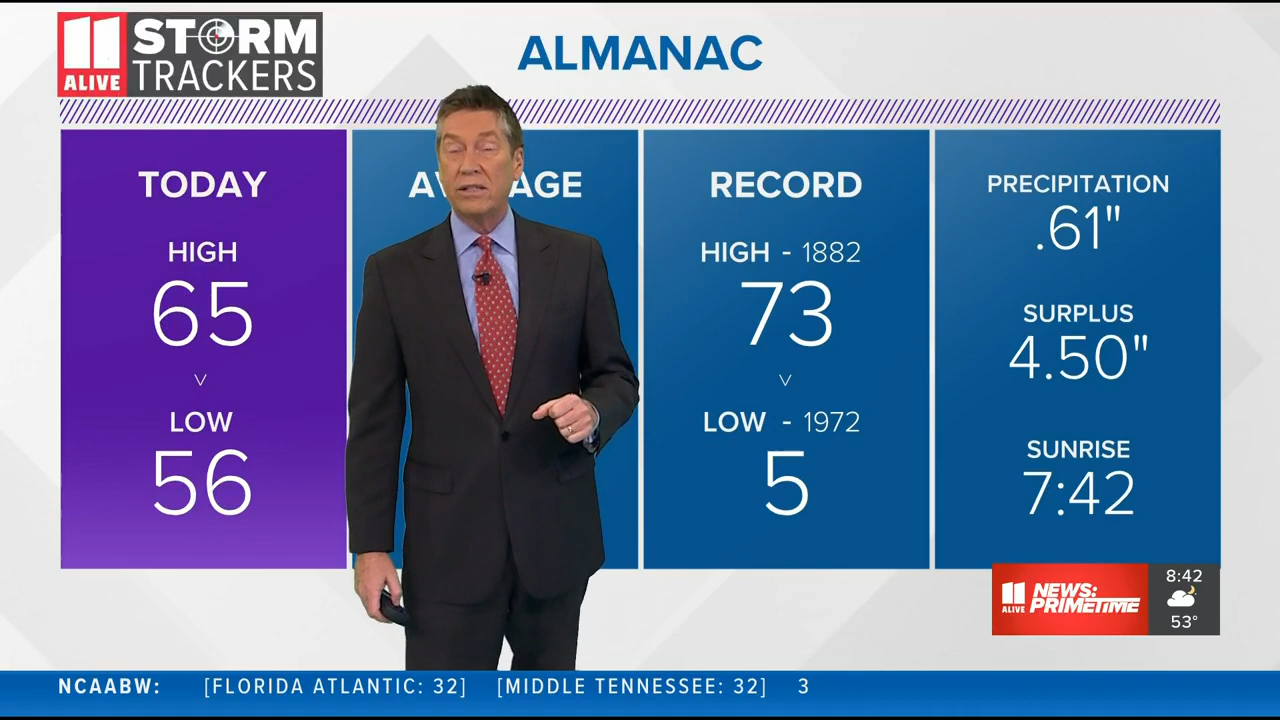 11 ALIVE
STORM
TRACKERS
ALMANAC
TODAY
HIGH
65
LOW
56
RECORD
HIGH - 1882
73
LOW - 1972
5
PRECIPITATION
.61"
SURPLUS
4.50"
SUNRISE
7:42
11 ALIVE
NEWS:
PRIMETIME
8:42
53°
NCAABW: [FLORIDA ATLANTIC: 32] [MIDDLE TENNESSEE: 32] 3